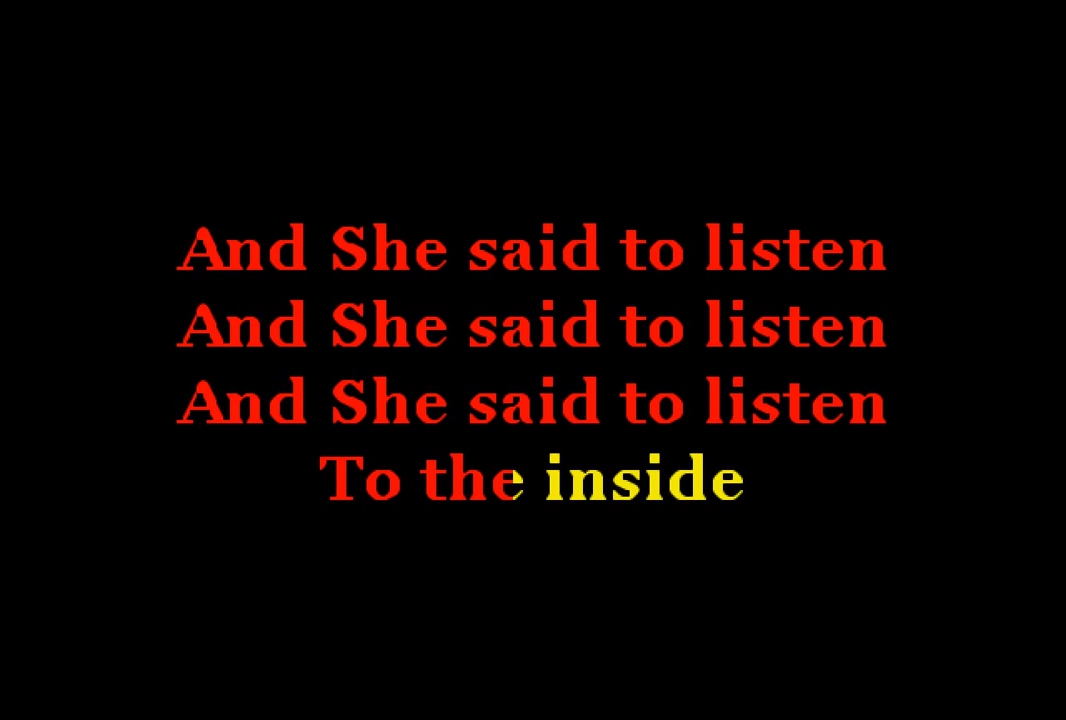 And She said to listen
And She said to listen
And She said to listen
To the inside